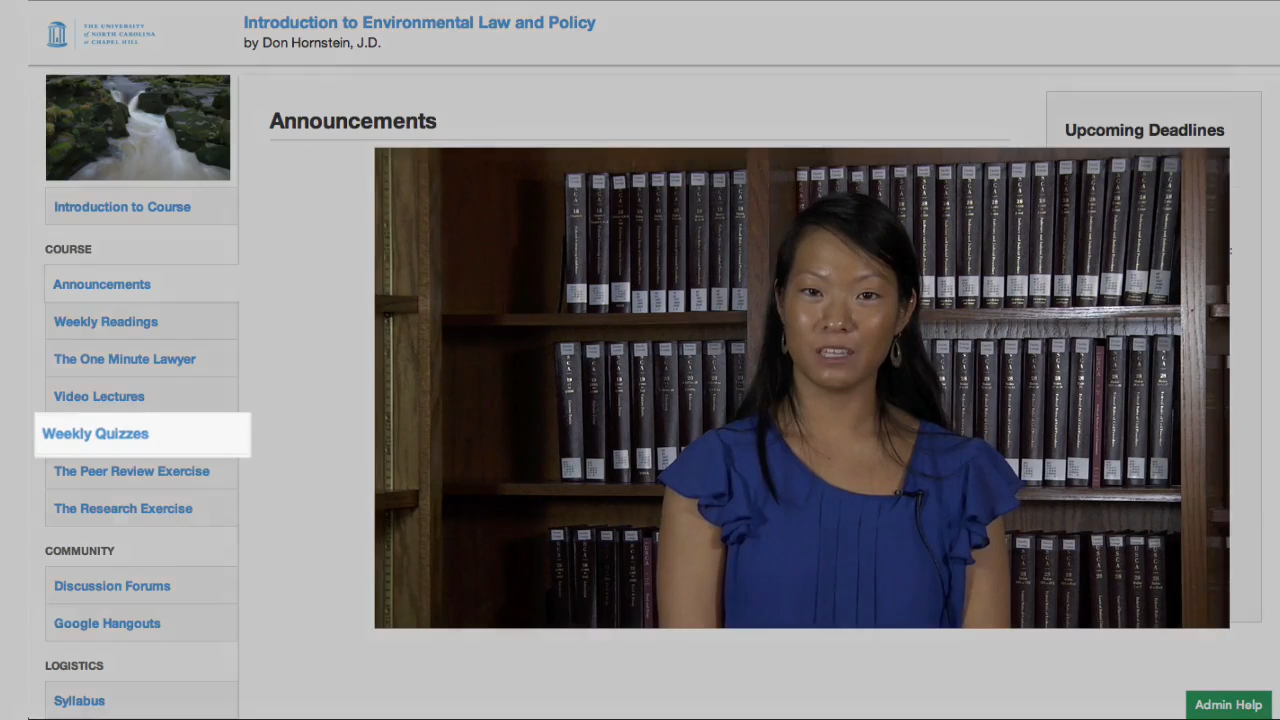 THE UNIVERSITY
of NORTH CAROLINA
at CHAPEL HILL
Introduction to Environmental Law and Policy
by Don Hornstein, J.D.
Introduction to Course
COURSE
Announcements
Weekly Readings
The One Minute Lawyer
Video Lectures
Weekly Quizzes
The Peer Review Exercise
The Research Exercise
COMMUNITY
Discussion Forums
Google Hangouts
LOGISTICS
Syllabus
Announcements
Upcoming Deadlines
Admin Help